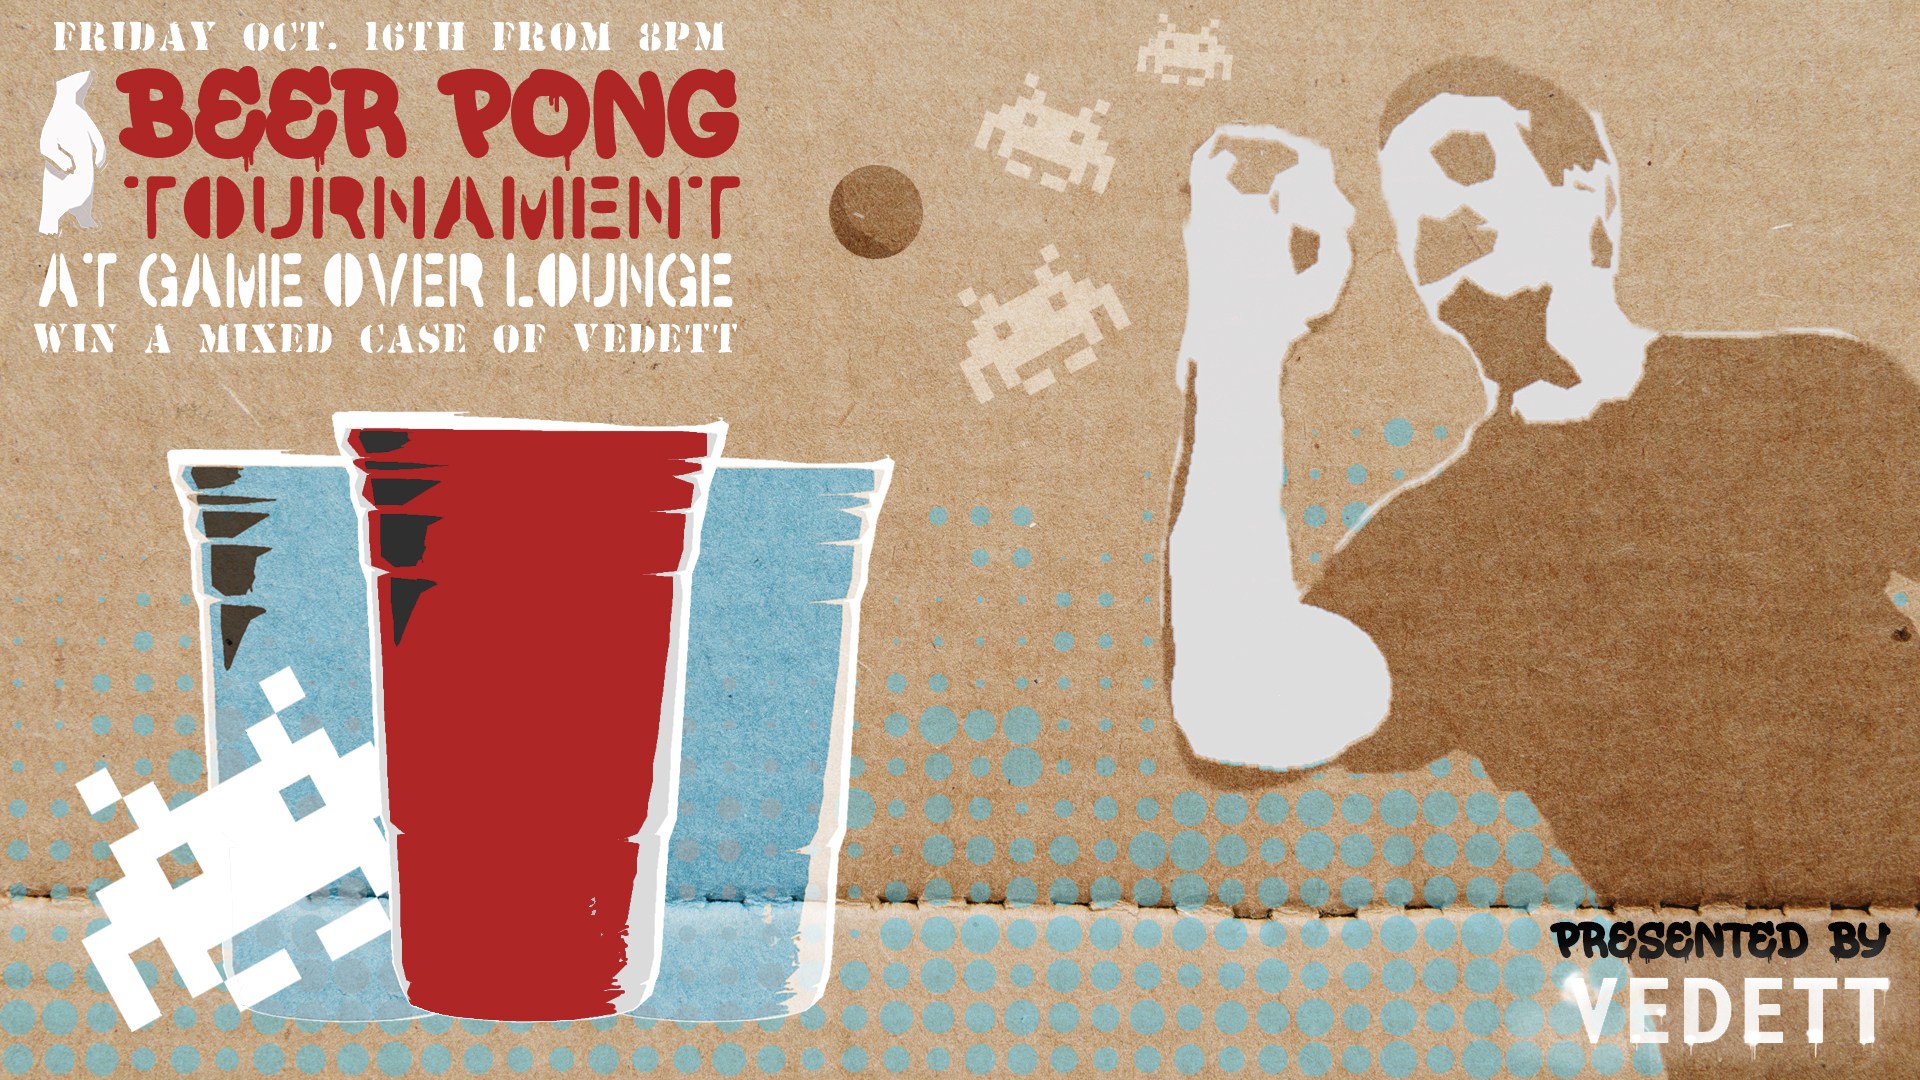 FRIDAY OCT. 16TH FROM 8PM
BEER PONG
TOURNAMENT
AT GAME OVER LOUNGE
WIN A MIXED CASE OF VEDETT
PRESENTED BY
VEDETT